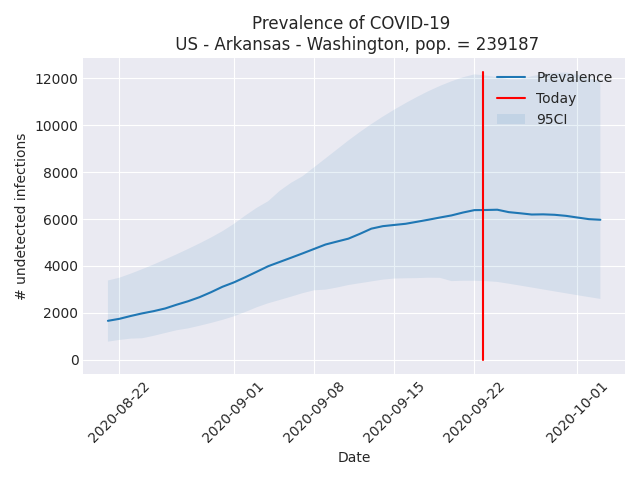 Prevalence of COVID-19
US - Arkansas - Washington, pop. = 239187
12000
10000
8000
6000
4000
2000
0
# undetected infections
Prevalence
Today
95CI
2020-08-22
2020-09-01
2020-09-08
2020-09-15
2020-09-22
2020-10-01
Date